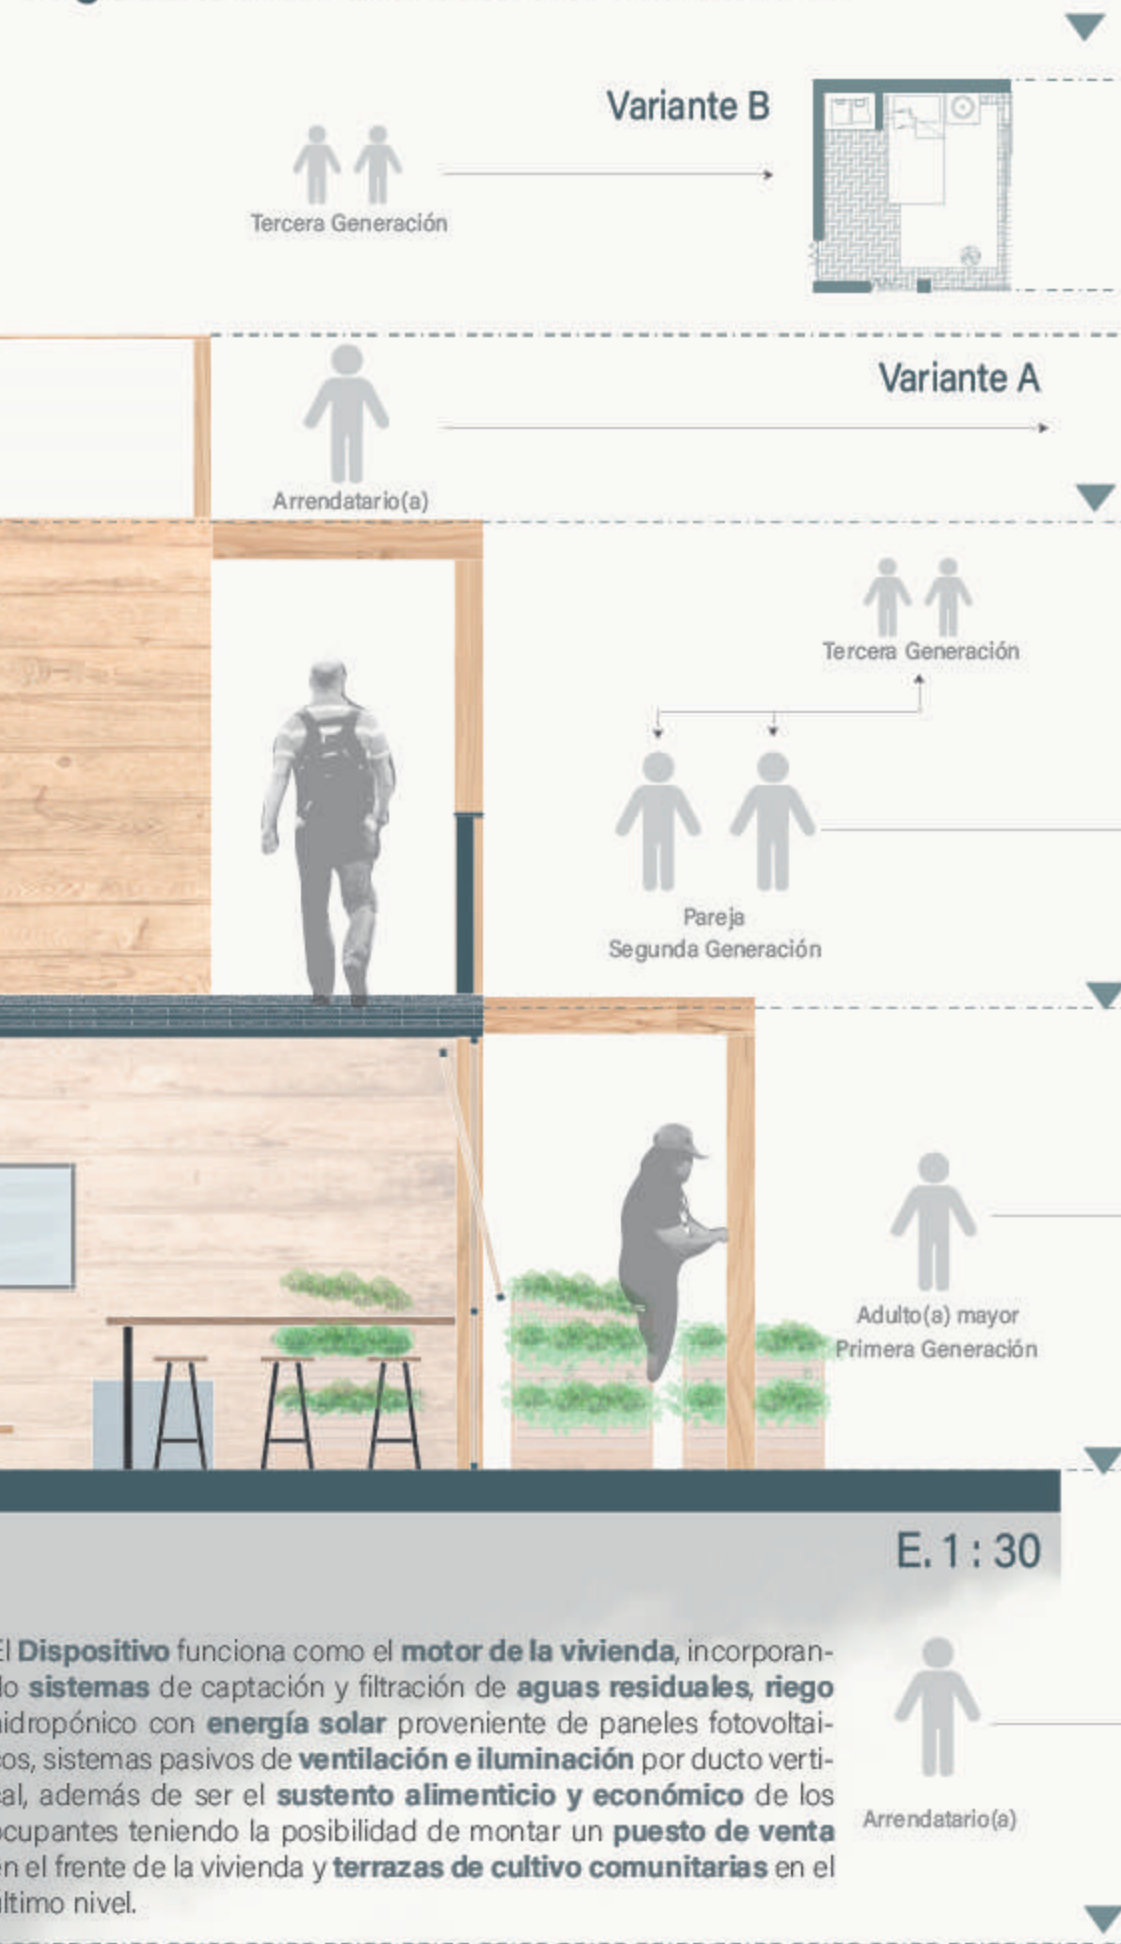 Variante B
Tercera Generación
Variante A
Arrendatario(a)
Tercera Generación
Pareja
Segunda Generación
Adulto(a) mayor
Primera Generación
E. 1 : 30
El Dispositivo funciona como el motor de la vivienda, incorporan-
do sistemas de captación y filtración de aguas residuales, riego
hidropónico con energía solar proveniente de paneles fotovoltai-
cos, sistemas pasivos de ventilación e iluminación por ducto verti-
cal, además de ser el sustento alimenticio y económico de los
ocupantes teniendo la posibilidad de montar un puesto de venta
en el frente de la vivienda y terrazas de cultivo comunitarias en el
último nivel.
Arrendatario(a)